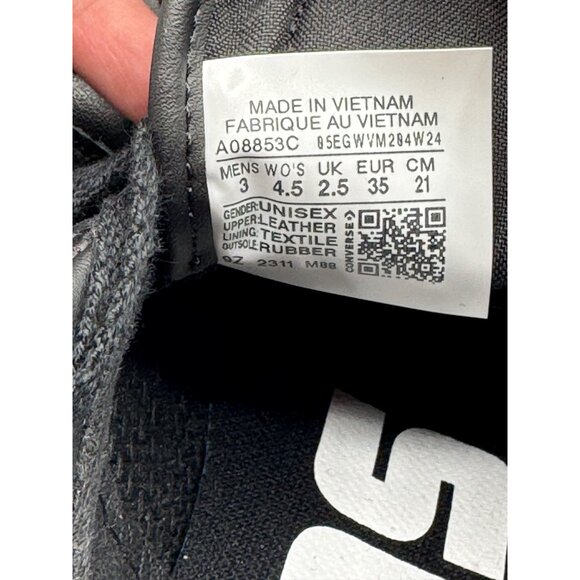 MADE IN VIETNAM
FABRIQUE AU VIETNAM
A08853C 05EGWVM204W24
MENS WO'S UK EUR CM
3 4.5 2.5 35 21
GENDER:UNISEX
UPPER:LEATHER
LINING:TEXTILE
OUTSOLE:RUBBER
9Z 2311 M88
CONVERSE